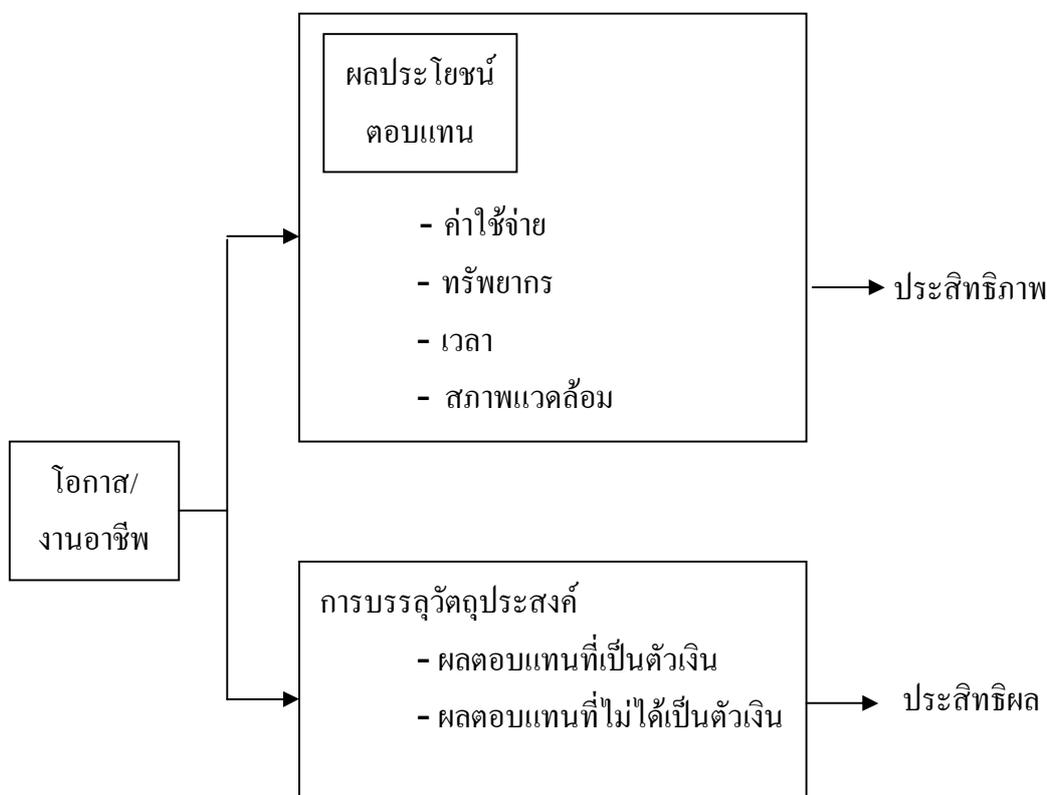 ผลประโยชน์
ตอบแทน
- ค่าใช้จ่าย
- ทรัพยากร
- เวลา
- สภาพแวดล้อม
ประสิทธิภาพ
โอกาส/
งานอาชีพ
การบรรลุวัตถุประสงค์
- ผลตอบแทนที่เป็นตัวเงิน
- ผลตอบแทนที่ไม่ได้เป็นตัวเงิน
ประสิทธิผล